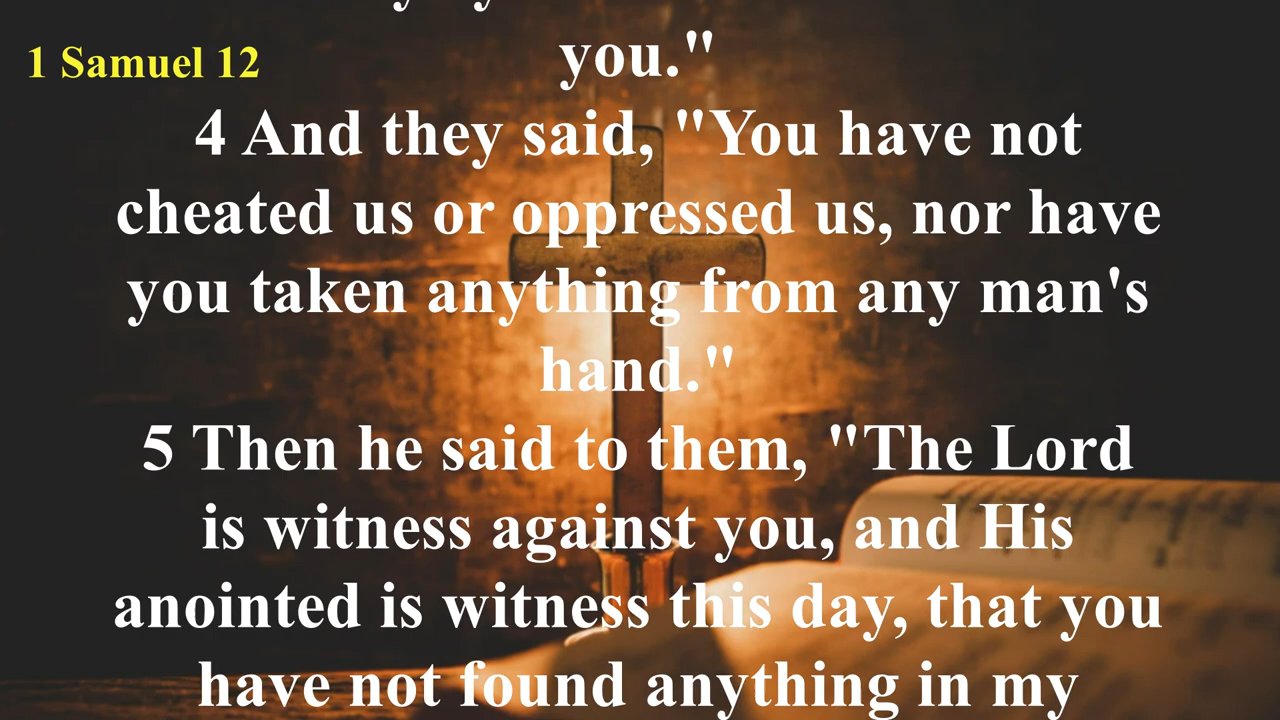 1 Samuel 12
you."
4 And they said, "You have not
cheated us or oppressed us, nor have
you taken anything from any man's
hand."
5 Then he said to them, "The Lord
is witness against you, and His
anointed is witness this day, that you
have not found anything in my